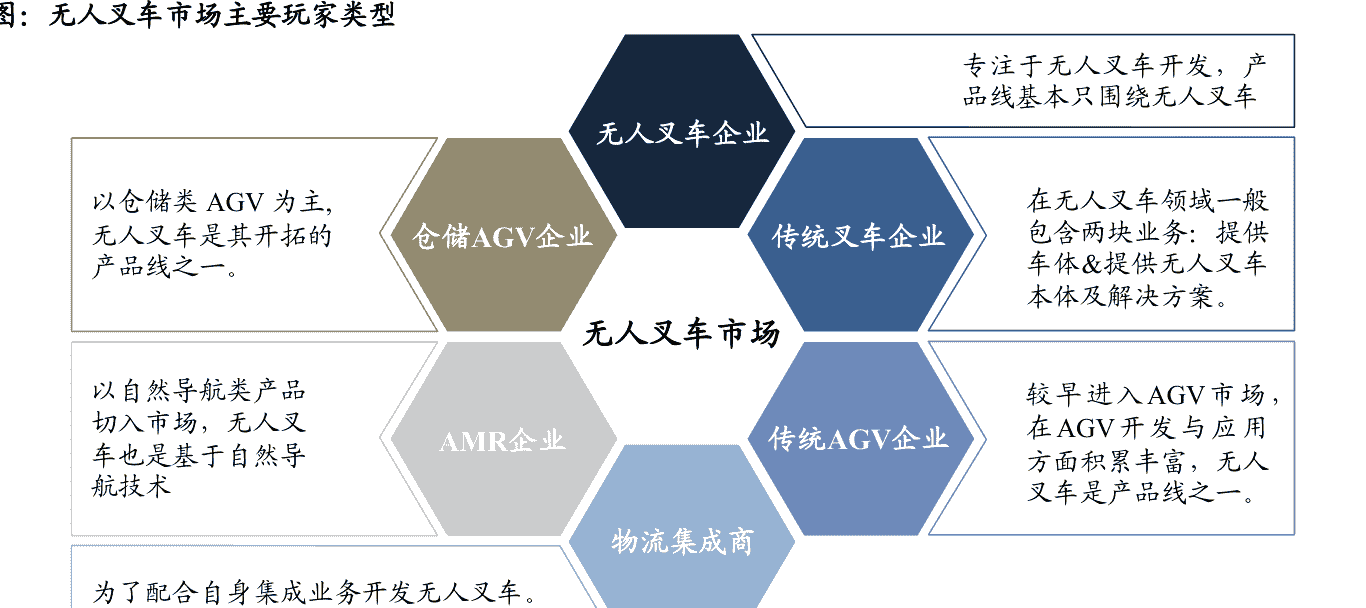 图：无人叉车市场主要玩家类型
无人叉车企业
专注于无人叉车开发，产
品线基本只围绕无人叉车
仓储AGV企业
以仓储类 AGV 为主,
无人叉车是其开拓的
产品线之一。
传统叉车企业
在无人叉车领域一般
包含两块业务：提供
车体&提供无人叉车
本体及解决方案。
无人叉车市场
AMR企业
以自然导航类产品
切入市场，无人叉
车也是基于自然导
航技术
传统AGV企业
较早进入AGV市场，
在AGV开发与应用
方面积累丰富，无人
叉车是产品线之一。
物流集成商
为了配合自身集成业务开发无人叉车。